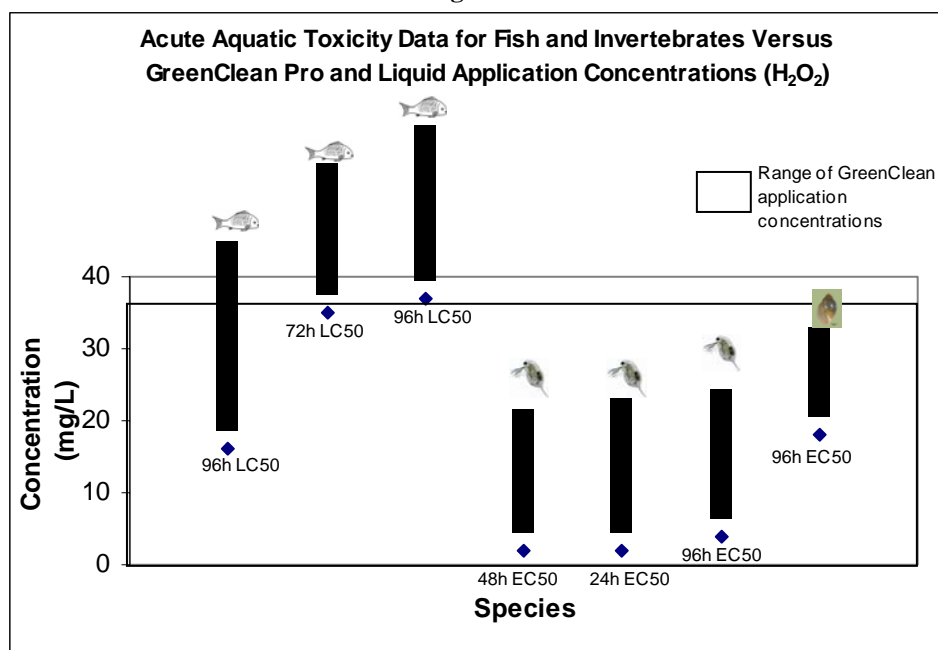 Acute Aquatic Toxicity Data for Fish and Invertebrates Versus
GreenClean Pro and Liquid Application Concentrations (H₂O₂)
Range of GreenClean
application
concentrations
40
30
20
10
0
Concentration
(mg/L)
96h LC50
72h LC50
96h LC50
48h EC50
24h EC50
96h EC50
96h EC50
Species